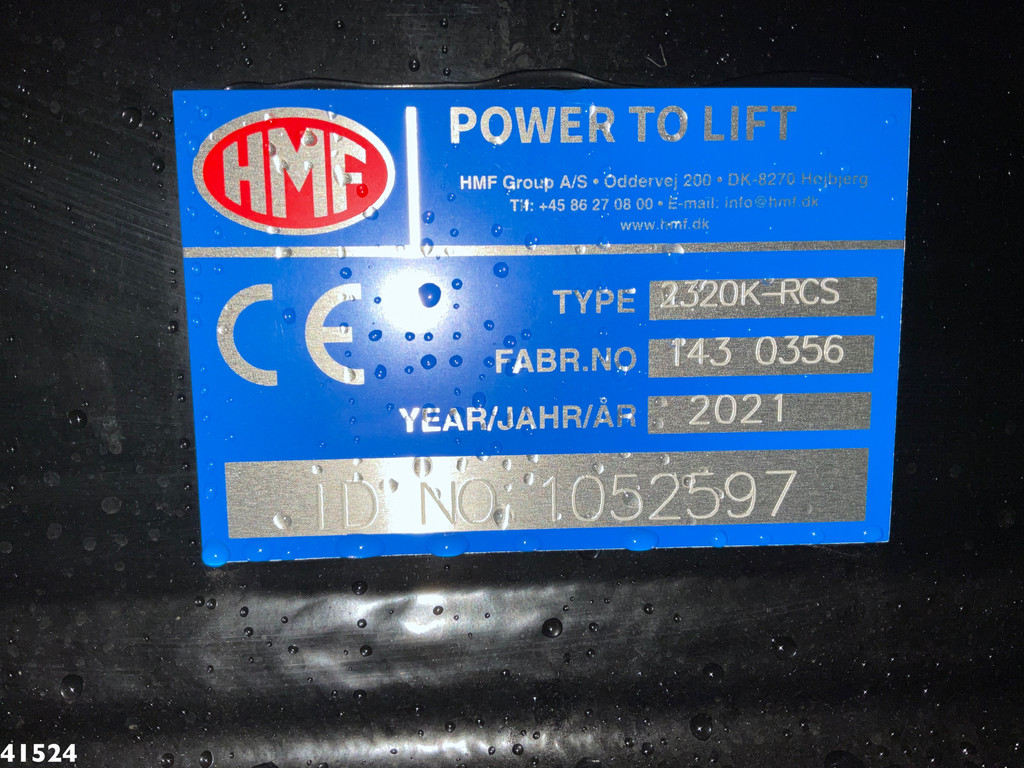 HMF
POWER TO LIFT
HMF Group A/S • Oddervej 200 • DK-8270 Højbjerg
Tlf: +45 86 27 08 00 • E-mail: info@hmf.dk
www.hmf.dk
CE
TYPE 2320K-RCS
FABR.NO 143 0356
YEAR/JAHR/ÅR 2021
ID NO: 1052597
41524